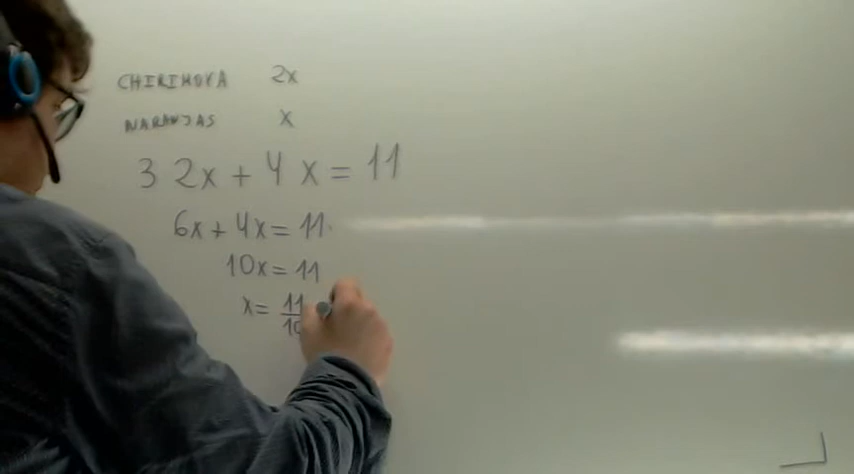 CHIRIMOYA 2x
NARANJAS x
3 2x + 4 x = 11
6x + 4x = 11
10x = 11
x = 11/10